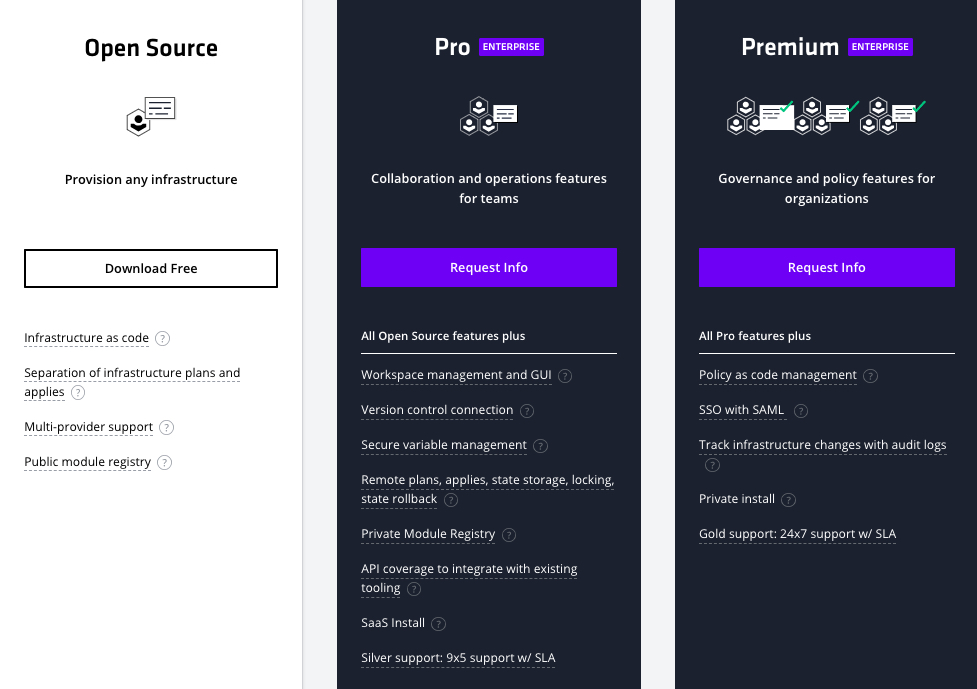 Open Source
Provision any infrastructure
Download Free
Infrastructure as code ?
Separation of infrastructure plans and
applies ?
Multi-provider support ?
Public module registry ?
Pro ENTERPRISE
Collaboration and operations features
for teams
Request Info
All Open Source features plus
Workspace management and GUI ?
Version control connection ?
Secure variable management ?
Remote plans, applies, state storage, locking,
state rollback ?
Private Module Registry ?
API coverage to integrate with existing
tooling ?
SaaS Install ?
Silver support: 9x5 support w/ SLA
Premium ENTERPRISE
Governance and policy features for
organizations
Request Info
All Pro features plus
Policy as code management ?
SSO with SAML ?
Track infrastructure changes with audit logs
?
Private install ?
Gold support: 24x7 support w/ SLA